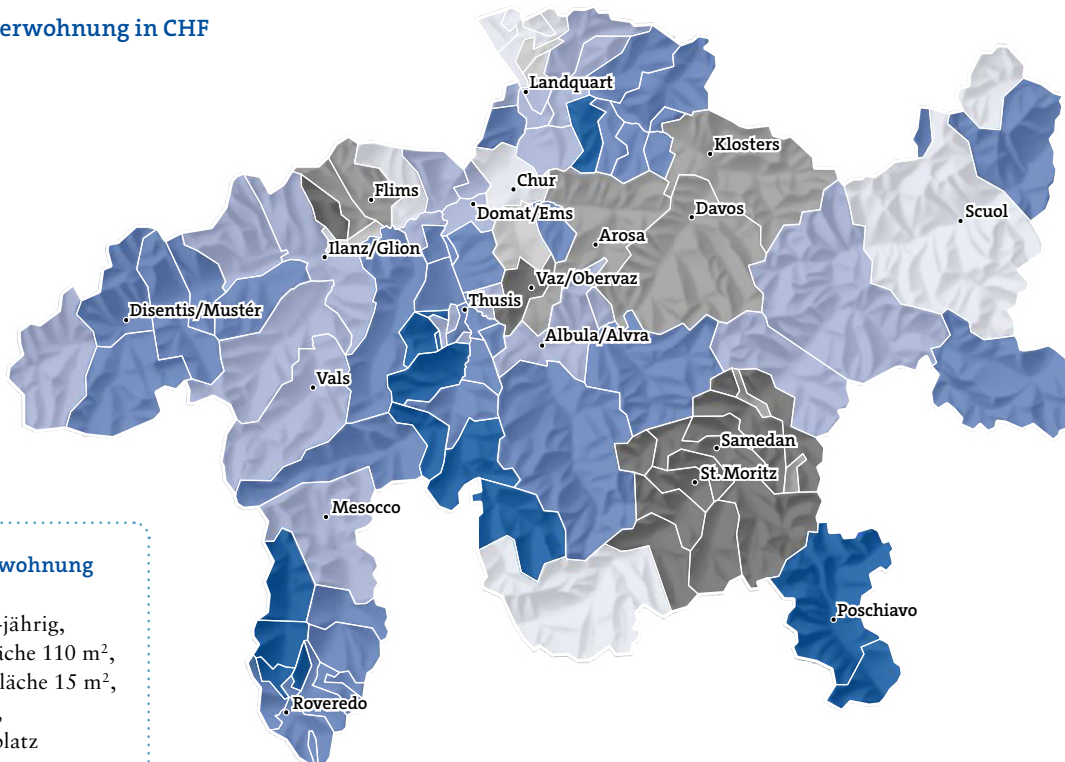 erwohnung in CHF
Landquart
Klosters
Chur
Flims
Davos
Scuol
Domat/Ems
Arosa
Ilanz/Glion
Vaz/Obervaz
Thusis
Disentis/Mustér
Albula/Alvra
Vals
Samedan
St. Moritz
Mesocco
wohnung
-jährig,
äche 110 m²,
läche 15 m²,
,
platz
Poschiavo
Roveredo